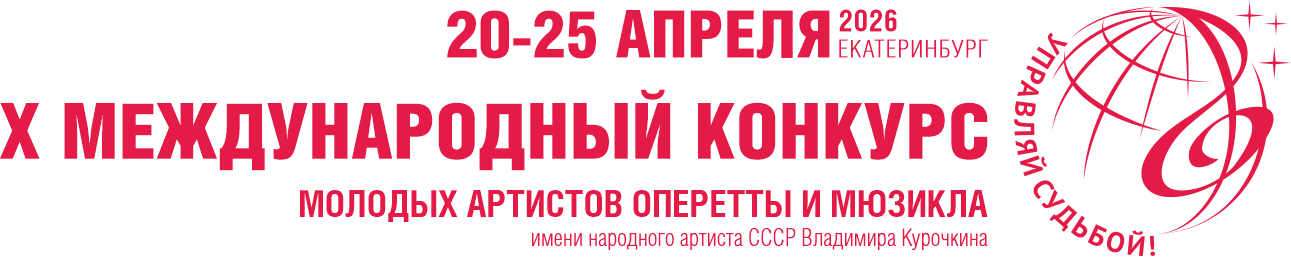 20-25 АПРЕЛЯ 2026
ЕКАТЕРИНБУРГ
X МЕЖДУНАРОДНЫЙ КОНКУРС
МОЛОДЫХ АРТИСТОВ ОПЕРЕТТЫ И МЮЗИКЛА
имени народного артиста СССР Владимира Курочкина
УПРАВЛЯЙ СУДЬБОЙ!